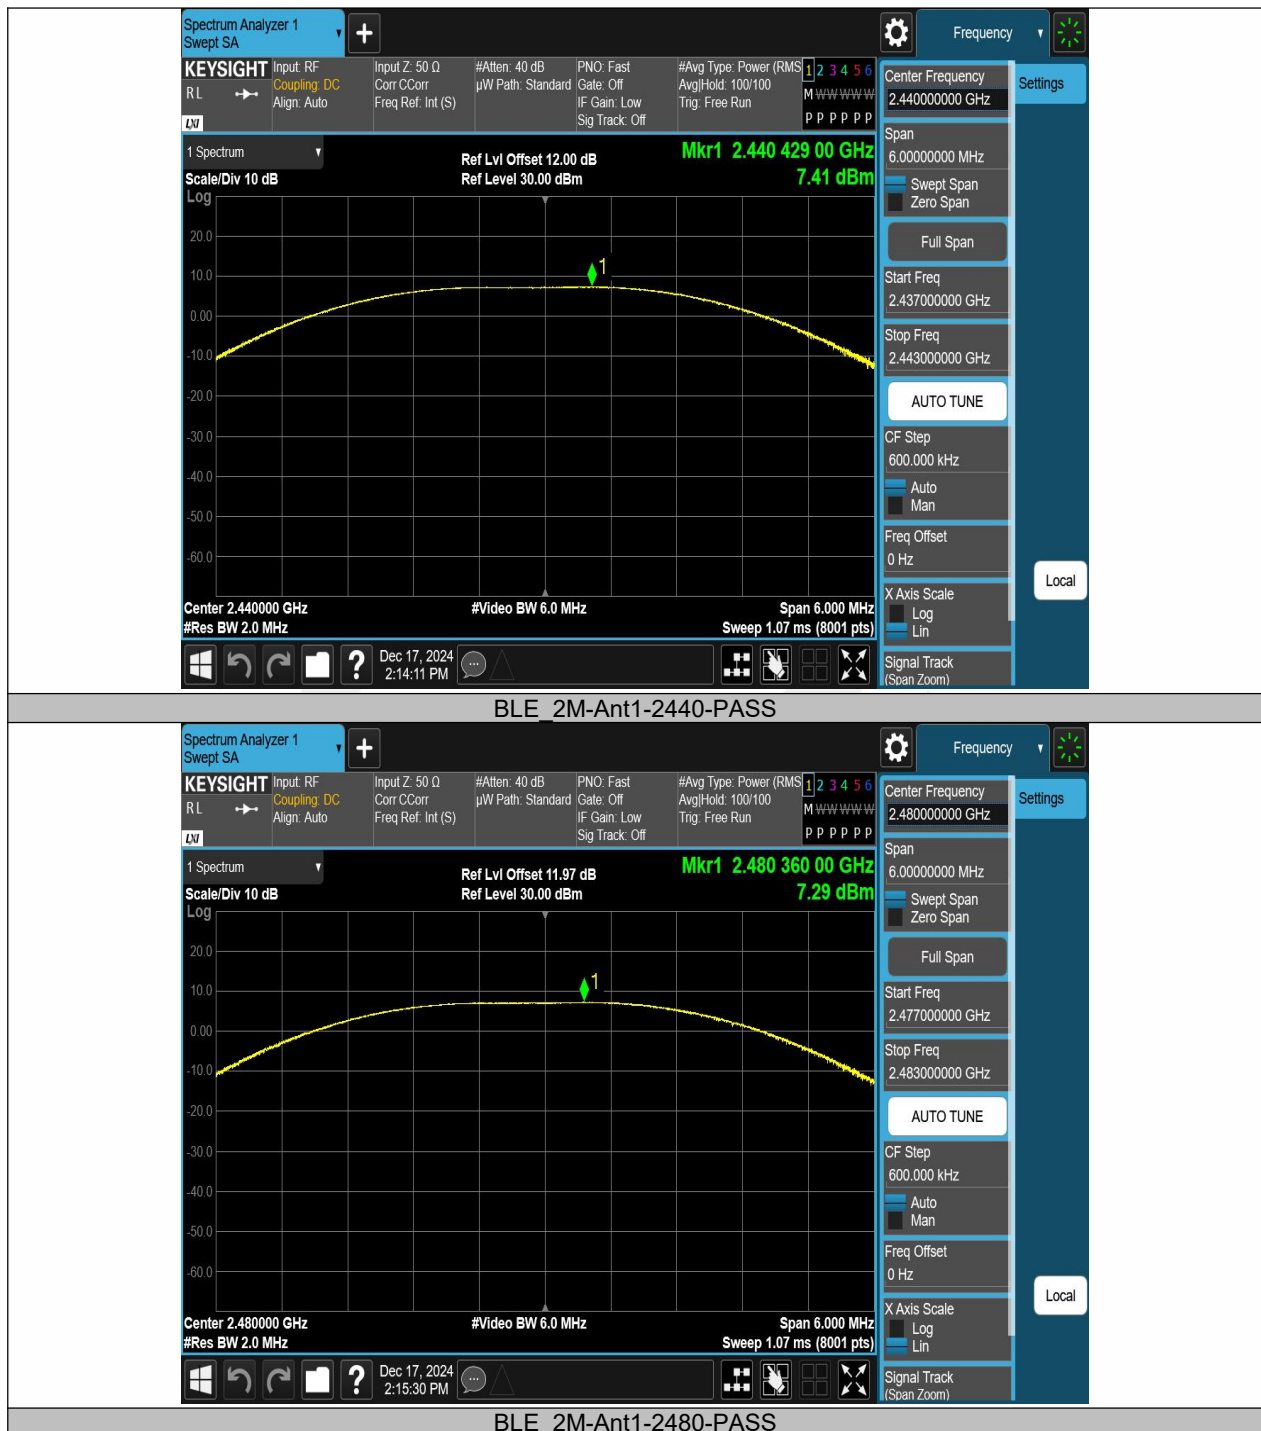 Spectrum Analyzer 1
Swept SA
+
Frequency
KEYSIGHT
RL
LXI
Input: RF
Coupling: DC
Align: Auto
Input Z: 50 Ω
Corr CCorr
Freq Ref: Int (S)
#Atten: 40 dB
µW Path: Standard
PNO: Fast
Gate: Off
IF Gain: Low
Sig Track: Off
#Avg Type: Power (RMS
Avg|Hold: 100/100
Trig: Free Run
1 2 3 4 5 6
M W W W W W
P P P P P P
1 Spectrum
Scale/Div 10 dB
Log
Ref Lvl Offset 12.00 dB
Ref Level 30.00 dBm
Mkr1 2.440 429 00 GHz
7.41 dBm
1
20.0
10.0
0.00
-10.0
-20.0
-30.0
-40.0
-50.0
-60.0
Center 2.440000 GHz
#Video BW 6.0 MHz
Span 6.000 MHz
#Res BW 2.0 MHz
Sweep 1.07 ms (8001 pts)
?
Dec 17, 2024
2:14:11 PM
Center Frequency
2.440000000 GHz
Settings
Span
6.00000000 MHz
Swept Span
Zero Span
Full Span
Start Freq
2.437000000 GHz
Stop Freq
2.443000000 GHz
AUTO TUNE
CF Step
600.000 kHz
Auto
Man
Freq Offset
0 Hz
Local
X Axis Scale
Log
Lin
Signal Track
(Span Zoom)
BLE_2M-Ant1-2440-PASS
Spectrum Analyzer 1
Swept SA
+
Frequency
KEYSIGHT
RL
LXI
Input: RF
Coupling: DC
Align: Auto
Input Z: 50 Ω
Corr CCorr
Freq Ref: Int (S)
#Atten: 40 dB
µW Path: Standard
PNO: Fast
Gate: Off
IF Gain: Low
Sig Track: Off
#Avg Type: Power (RMS
Avg|Hold: 100/100
Trig: Free Run
1 2 3 4 5 6
M W W W W W
P P P P P P
1 Spectrum
Scale/Div 10 dB
Log
Ref Lvl Offset 11.97 dB
Ref Level 30.00 dBm
Mkr1 2.480 360 00 GHz
7.29 dBm
1
20.0
10.0
0.00
-10.0
-20.0
-30.0
-40.0
-50.0
-60.0
Center 2.480000 GHz
#Video BW 6.0 MHz
Span 6.000 MHz
#Res BW 2.0 MHz
Sweep 1.07 ms (8001 pts)
?
Dec 17, 2024
2:15:30 PM
Center Frequency
2.480000000 GHz
Settings
Span
6.00000000 MHz
Swept Span
Zero Span
Full Span
Start Freq
2.477000000 GHz
Stop Freq
2.483000000 GHz
AUTO TUNE
CF Step
600.000 kHz
Auto
Man
Freq Offset
0 Hz
Local
X Axis Scale
Log
Lin
Signal Track
(Span Zoom)
BLE_2M-Ant1-2480-PASS